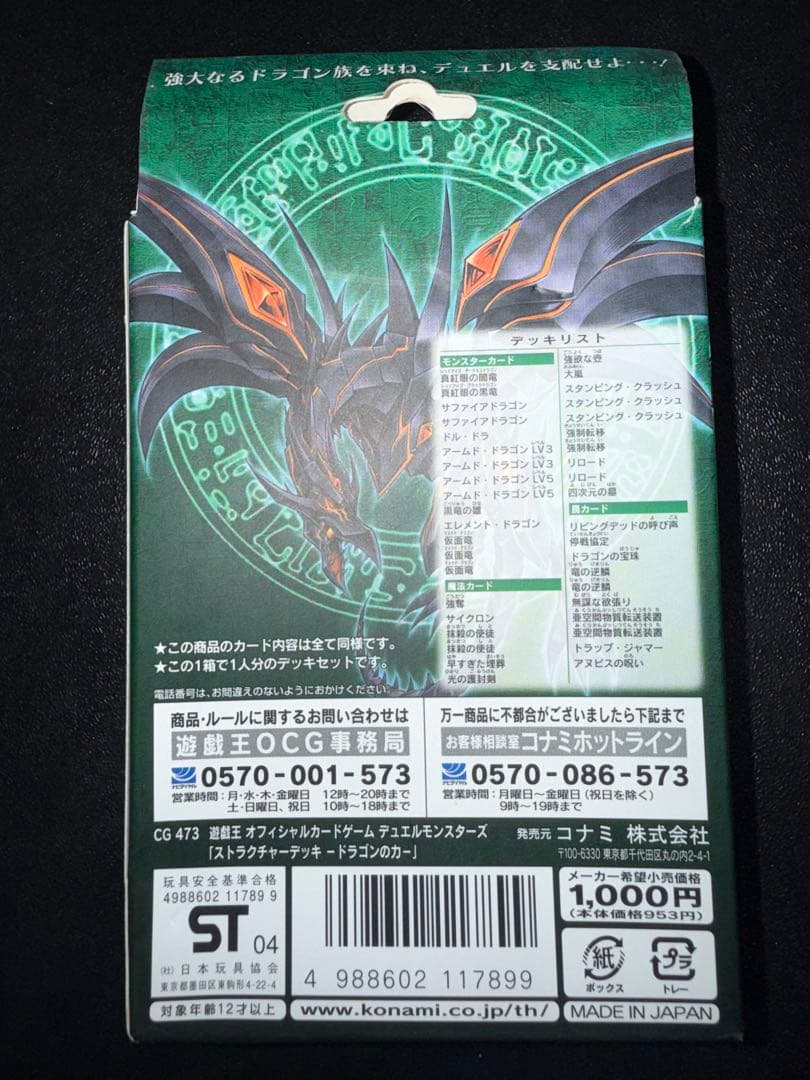 強大なるドラゴン族を束ね、デュエルを支配せよ・・・!
デッキリスト
モンスターカード
真紅眼の闇竜
真紅眼の黒竜
サファイアドラゴン
サファイアドラゴン
ドル・ドラ
アームド・ドラゴン LV3
アームド・ドラゴン LV3
アームド・ドラゴン LV5
アームド・ドラゴン LV5
黒竜の雛
エレメント・ドラゴン
仮面竜
仮面竜
仮面竜
魔法カード
強奪
サイクロン
抹殺の使徒
抹殺の使徒
早すぎた埋葬
光の護封剣
強欲な壺
大嵐
スタンピング・クラッシュ
スタンピング・クラッシュ
スタンピング・クラッシュ
強制転移
強制転移
リロード
リロード
四次元の墓
罠カード
リビングデッドの呼び声
停戦協定
ドラゴンの宝珠
竜の逆鱗
竜の逆鱗
無謀な欲張り
亜空間物質転送装置
亜空間物質転送装置
トラップ・ジャマー
アヌビスの呪い
★この商品のカード内容は全て同様です。
★この1箱で1人分のデッキセットです。
電話番号は、お間違えのないようにおかけください。
商品・ルールに関するお問い合わせは
遊戯王OCG事務局
ナビダイヤル
0570-001-573
営業時間:月・水・木・金曜日 12時〜20時まで
土・日曜日、祝日 10時〜18時まで
万一商品に不都合がございましたら下記まで
お客様相談室 コナミホットライン
ナビダイヤル
0570-086-573
営業時間:月曜日〜金曜日(祝日を除く)
9時〜19時まで
CG 473 遊戯王 オフィシャルカードゲーム デュエルモンスターズ
「ストラクチャーデッキ －ドラゴンのカー」
発売元 コナミ 株式会社
〒100-6330 東京都千代田区丸の内2-4-1
玩具安全基準合格
4988602 11789 9
ST 04
(社)日本玩具協会
東京都墨田区東駒形4-22-4
対象年齢12才以上
4 988602 117899
www.konami.co.jp/th/
メーカー希望小売価格
1,000円
(本体価格953円)
紙
ボックス
プラ
トレー
MADE IN JAPAN